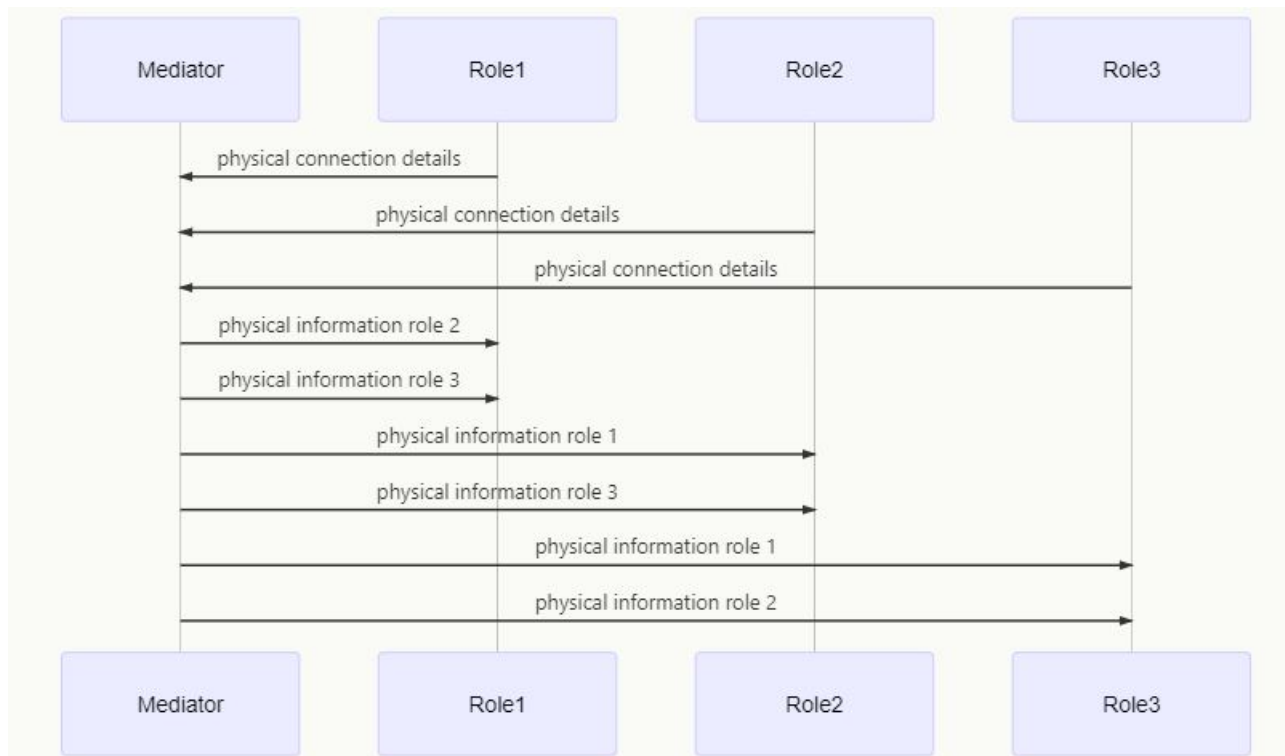 Mediator Role1 Role2 Role3
physical connection details
physical connection details
physical connection details
physical information role 2
physical information role 3
physical information role 1
physical information role 3
physical information role 1
physical information role 2
Mediator Role1 Role2 Role3